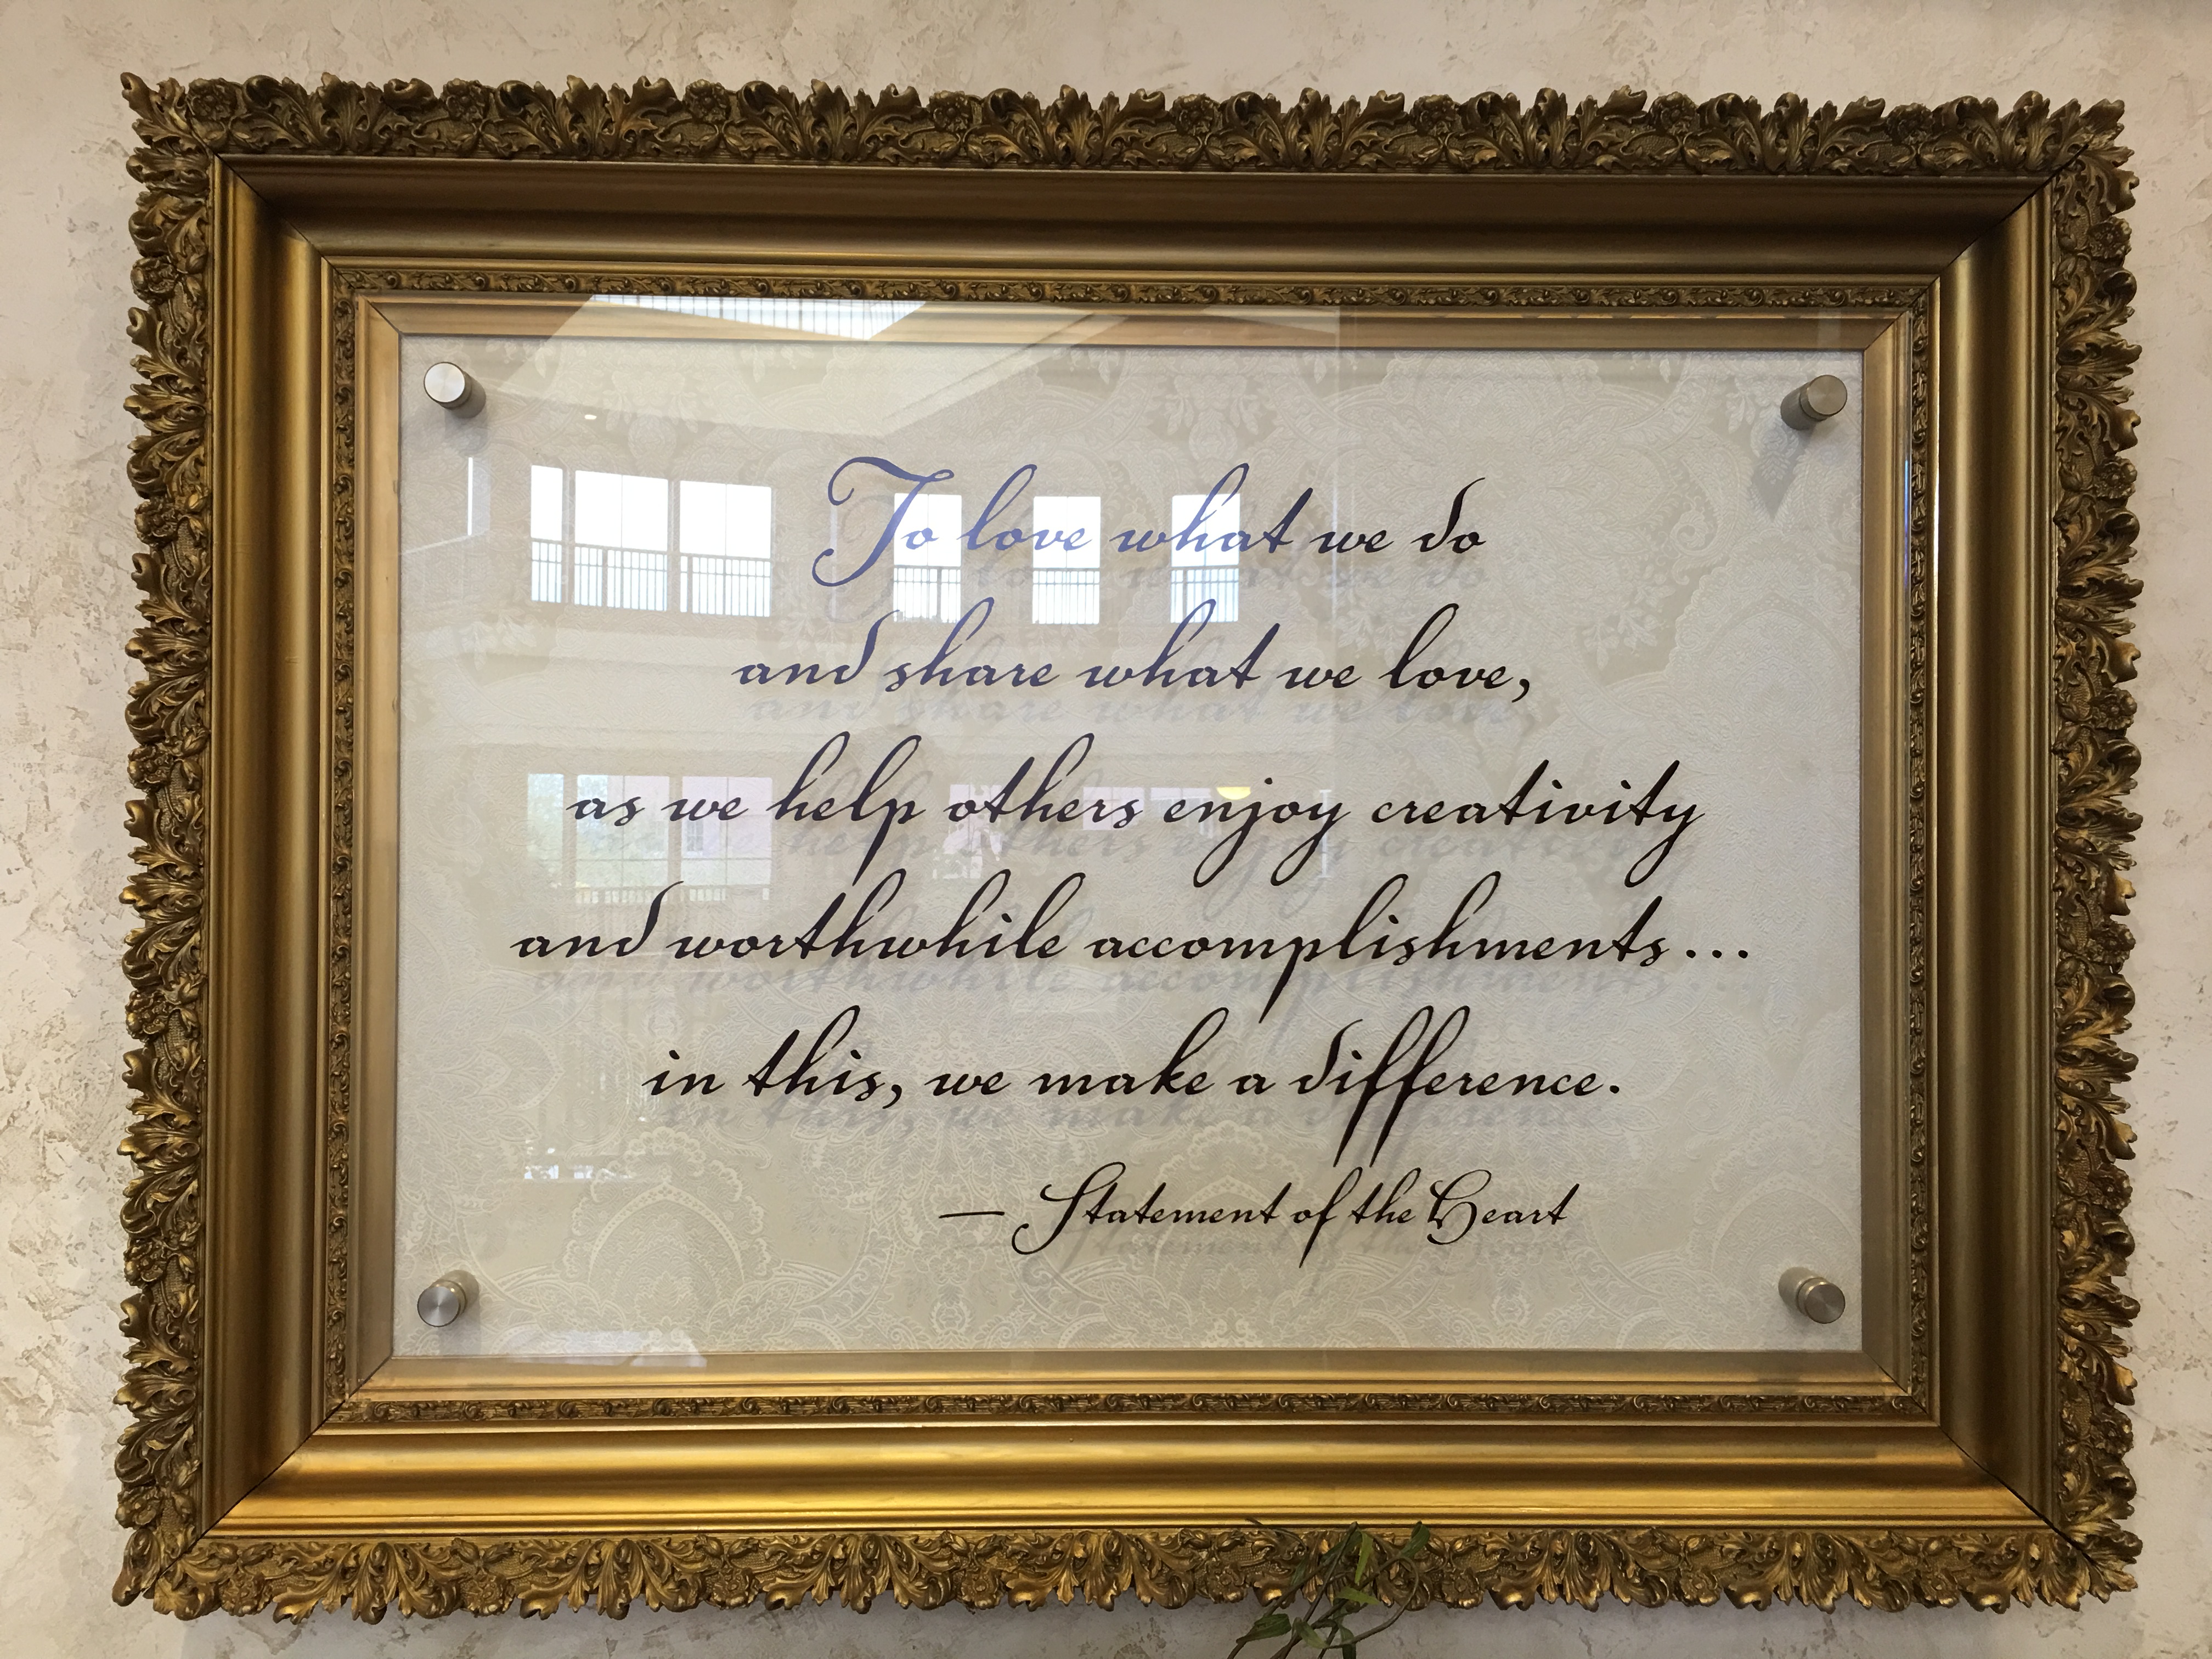 To love what we do
and share what we love,
as we help others enjoy creativity
and worthwhile accomplishments...
in this, we make a difference.
— Statement of the Heart